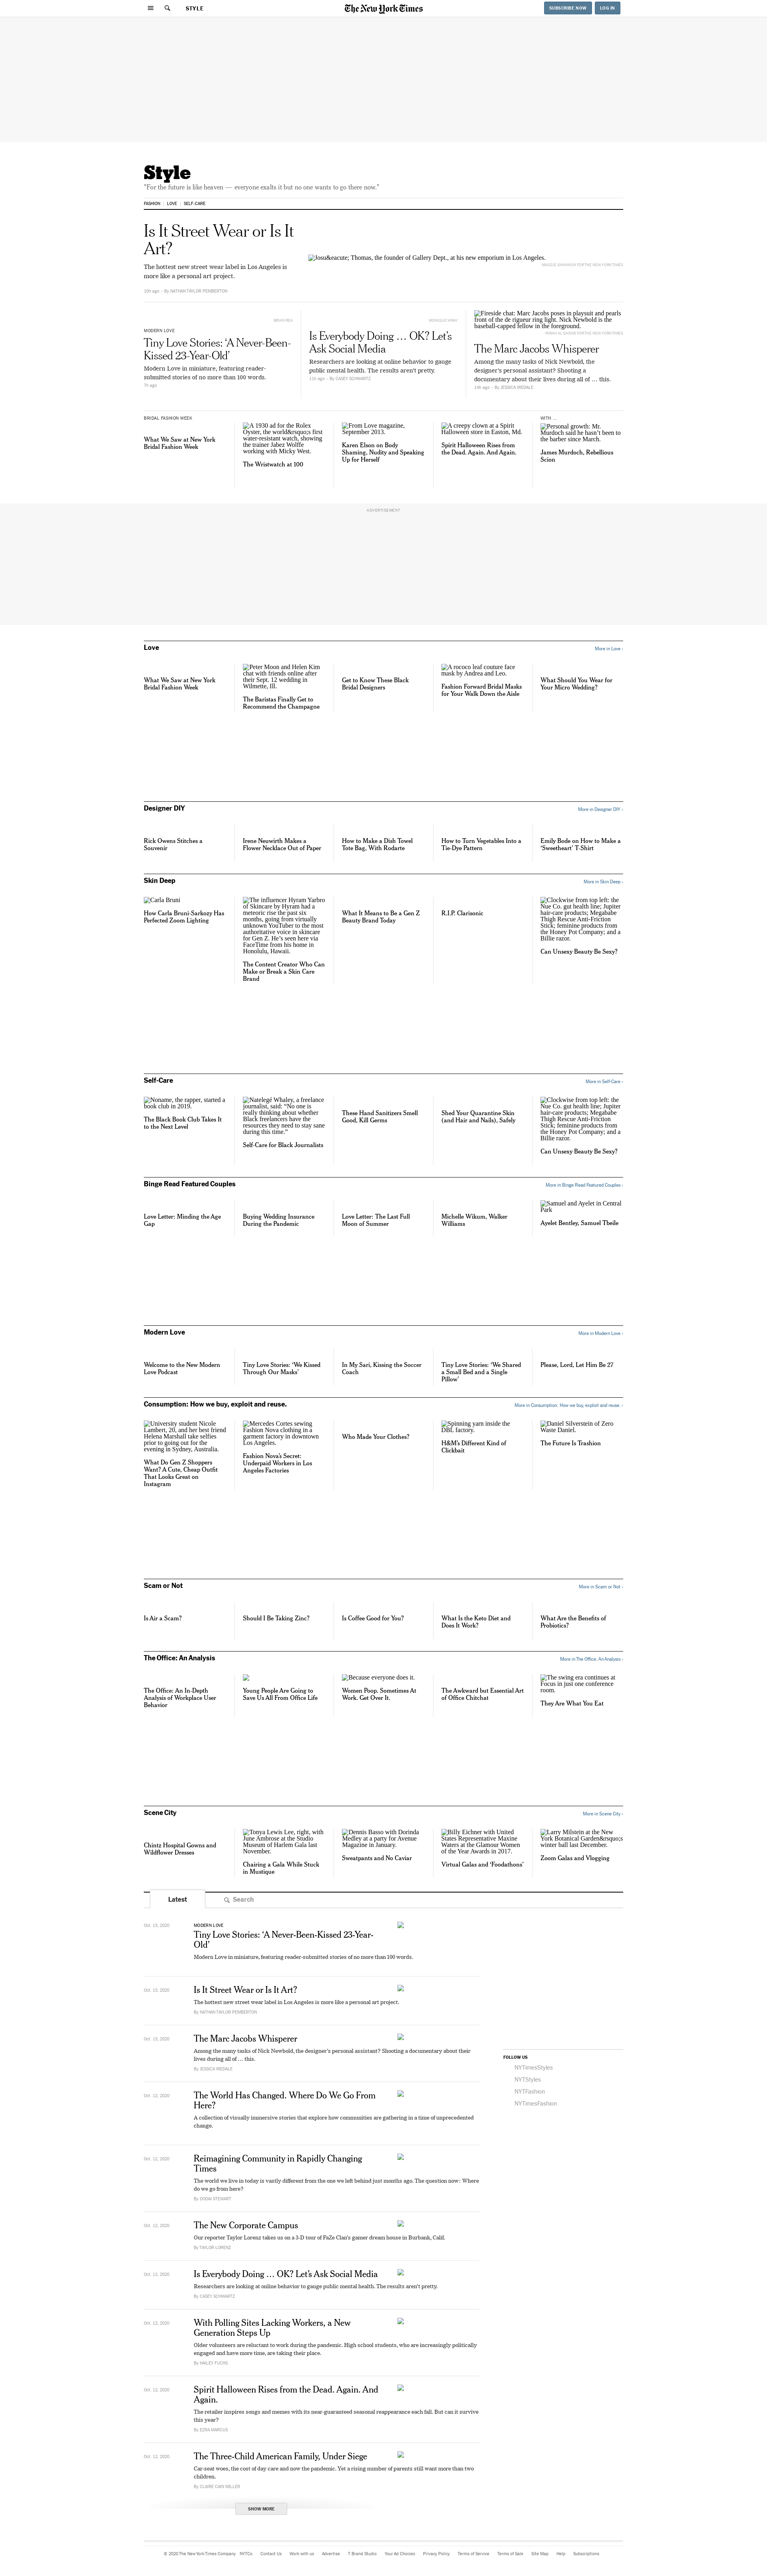 STYLE
The New York Times
SUBSCRIBE NOW
LOG IN
Style
"For the future is like heaven — everyone exalts it but no one wants to go there now."
FASHION
LOVE
SELF-CARE
Is It Street Wear or Is It
Art?
The hottest new street wear label in Los Angeles is
more like a personal art project.
By NATHAN TAYLOR PEMBERTON
Josu&eacute; Thomas, the founder of Gallery Dept., at his new emporium in Los Angeles.
MODERN LOVE
Tiny Love Stories: ‘A Never-Been-
Kissed 23-Year-Old’
Modern Love in miniature, featuring reader-
submitted stories of no more than 100 words.
7h ago
Is Everybody Doing … OK? Let’s
Ask Social Media
Researchers are looking at online behavior to gauge
public mental health. The results aren’t pretty.
By CASEY SCHWARTZ
Fireside chat: Marc Jacobs poses in playsuit and pearls
front of the de rigueur ring light. Nick Newbold is the
baseball-capped fellow in the foreground.
The Marc Jacobs Whisperer
Among the many tasks of Nick Newbold, the
designer’s personal assistant? Shooting a
documentary about their lives during all of … this.
By JESSICA IREDALE
BRIDAL FASHION WEEK
What We Saw at New York
Bridal Fashion Week
A 1930 ad for the Rolex
Oyster, the world&rsquo;s first
water-resistant watch, showing
the trainer Jabez Wolffe
working with Micky West.
The Wristwatch at 100
From Love magazine,
September 2013.
Karen Elson on Body
Shaming, Nudity and Speaking
Up for Herself
A creepy clown at a Spirit
Halloween store in Easton, Md.
Spirit Halloween Rises from
the Dead. Again. And Again.
WITH ...
Personal growth: Mr.
Murdoch said he hasn’t been to
the barber since March.
James Murdoch, Rebellious
Scion
ADVERTISEMENT
Love
More in Love ›
What We Saw at New York
Bridal Fashion Week
Peter Moon and Helen Kim
chat with friends online after
their Sept. 12 wedding in
Wilmette, Ill.
The Baristas Finally Get to
Recommend the Champagne
Get to Know These Black
Bridal Designers
A rococo leaf couture face
mask by Andrea and Leo.
Fashion Forward Bridal Masks
for Your Walk Down the Aisle
What Should You Wear for
Your Micro Wedding?
Designer DIY
More in Designer DIY ›
Rick Owens Stitches a
Souvenir
Irene Neuwirth Makes a
Flower Necklace Out of Paper
How to Make a Dish Towel
Tote Bag, With Rodarte
How to Turn Vegetables Into a
Tie-Dye Pattern
Emily Bode on How to Make a
‘Sweetheart’ T-Shirt
Skin Deep
More in Skin Deep ›
Carla Bruni
How Carla Bruni-Sarkozy Has
Perfected Zoom Lighting
The influencer Hyram Yarbro
of Skincare by Hyram had a
meteroric rise the past six
months, going from virtually
unknown YouTuber to the most
authoritative voice in skincare
for Gen Z. He’s seen here via
FaceTime from his home in
Honolulu, Hawaii.
The Content Creator Who Can
Make or Break a Skin Care
Brand
What It Means to Be a Gen Z
Beauty Brand Today
R.I.P. Clarisonic
Clockwise from top left: the
Nue Co. gut health line; Jupiter
hair-care products; Megababe
Thigh Rescue Anti-Friction
Stick; feminine products from
the Honey Pot Company; and a
Billie razor.
Can Unsexy Beauty Be Sexy?
Self-Care
More in Self-Care ›
Noname, the rapper, started a
book club in 2019.
The Black Book Club Takes It
to the Next Level
Natelegé Whaley, a freelance
journalist, said: “No one is
really thinking about whether
Black freelancers have the
resources they need to stay sane
during this time.”
Self-Care for Black Journalists
These Hand Sanitizers Smell
Good, Kill Germs
Shed Your Quarantine Skin
(and Hair and Nails), Safely
Clockwise from top left: the
Nue Co. gut health line; Jupiter
hair-care products; Megababe
Thigh Rescue Anti-Friction
Stick; feminine products from
the Honey Pot Company; and a
Billie razor.
Can Unsexy Beauty Be Sexy?
Binge Read Featured Couples
More in Binge Read Featured Couples ›
Love Letter: Minding the Age
Gap
Buying Wedding Insurance
During the Pandemic
Love Letter: The Last Full
Moon of Summer
Michelle Wikum, Walker
Williams
Samuel and Ayelet in Central
Park
Ayelet Bentley, Samuel Tbeile
Modern Love
More in Modern Love ›
Welcome to the New Modern
Love Podcast
Tiny Love Stories: ‘We Kissed
Through Our Masks’
In My Sari, Kissing the Soccer
Coach
Tiny Love Stories: ‘We Shared
a Small Bed and a Single
Pillow’
Please, Lord, Let Him Be 27
Consumption: How we buy, exploit and reuse.
More in Consumption: How we buy, exploit and reuse. ›
University student Nicole
Lambert, 20, and her best friend
Helena Marshall take selfies
prior to going out for the
evening in Sydney, Australia.
What Do Gen Z Shoppers
Want? A Cute, Cheap Outfit
That Looks Great on
Instagram
Mercedes Cortes sewing
Fashion Nova clothing in a
garment factory in downtown
Los Angeles.
Fashion Nova’s Secret:
Underpaid Workers in Los
Angeles Factories
Who Made Your Clothes?
Spinning yarn inside the
DBL factory.
H&M’s Different Kind of
Clickbait
Daniel Silverstein of Zero
Waste Daniel.
The Future Is Trashion
Scam or Not
More in Scam or Not ›
Is Air a Scam?
Should I Be Taking Zinc?
Is Coffee Good for You?
What Is the Keto Diet and
Does It Work?
What Are the Benefits of
Probiotics?
The Office: An Analysis
More in The Office: An Analysis ›
The Office: An In-Depth
Analysis of Workplace User
Behavior
Young People Are Going to
Save Us All From Office Life
Because everyone does it.
Women Poop. Sometimes At
Work. Get Over It.
The Awkward but Essential Art
of Office Chitchat
The swing era continues at
Focus in just one conference
room.
They Are What You Eat
Scene City
More in Scene City ›
Chintz Hospital Gowns and
Wildflower Dresses
Tonya Lewis Lee, right, with
June Ambrose at the Studio
Museum of Harlem Gala last
November.
Chairing a Gala While Stuck
in Mustique
Dennis Basso with Dorinda
Medley at a party for Avenue
Magazine in January.
Sweatpants and No Caviar
Billy Eichner with United
States Representative Maxine
Waters at the Glamour Women
of the Year Awards in 2017.
Virtual Galas and ‘Foodathons’
Larry Milstein at the New
York Botanical Garden&rsquo;s
winter ball last December.
Zoom Galas and Vlogging
Latest
Search
Oct. 13, 2020
MODERN LOVE
Tiny Love Stories: ‘A Never-Been-Kissed 23-Year-
Old’
Modern Love in miniature, featuring reader-submitted stories of no more than 100 words.
Oct. 13, 2020
Is It Street Wear or Is It Art?
The hottest new street wear label in Los Angeles is more like a personal art project.
By NATHAN TAYLOR PEMBERTON
Oct. 13, 2020
The Marc Jacobs Whisperer
Among the many tasks of Nick Newbold, the designer’s personal assistant? Shooting a documentary about their
lives during all of … this.
By JESSICA IREDALE
Oct. 12, 2020
The World Has Changed. Where Do We Go From
Here?
A collection of visually immersive stories that explore how communities are gathering in a time of unprecedented
change.
Oct. 12, 2020
Reimagining Community in Rapidly Changing
Times
The world we live in today is vastly different from the one we left behind just months ago. The question now: Where
do we go from here?
By DODAI STEWART
Oct. 12, 2020
The New Corporate Campus
Our reporter Taylor Lorenz takes us on a 3-D tour of FaZe Clan’s gamer dream house in Burbank, Calif.
By TAYLOR LORENZ
Oct. 12, 2020
Is Everybody Doing … OK? Let’s Ask Social Media
Researchers are looking at online behavior to gauge public mental health. The results aren’t pretty.
By CASEY SCHWARTZ
Oct. 12, 2020
With Polling Sites Lacking Workers, a New
Generation Steps Up
Older volunteers are reluctant to work during the pandemic. High school students, who are increasingly politically
engaged and have more time, are taking their place.
By HAILEY FUCHS
Oct. 12, 2020
Spirit Halloween Rises from the Dead. Again. And
Again.
The retailer inspires songs and memes with its near-guaranteed seasonal reappearance each fall. But can it survive
this year?
By EZRA MARCUS
Oct. 12, 2020
The Three-Child American Family, Under Siege
Car-seat woes, the cost of day care and now the pandemic. Yet a rising number of parents still want more than two
children.
By CLAIRE CAIN MILLER
SHOW MORE
FOLLOW US
NYTimesStyles
NYTStyles
NYTFashion
NYTimesFashion
© 2020 The New York Times Company
NYTCo
Contact Us
Work with us
Advertise
T Brand Studio
Your Ad Choices
Privacy Policy
Terms of Service
Terms of Sale
Site Map
Help
Subscriptions